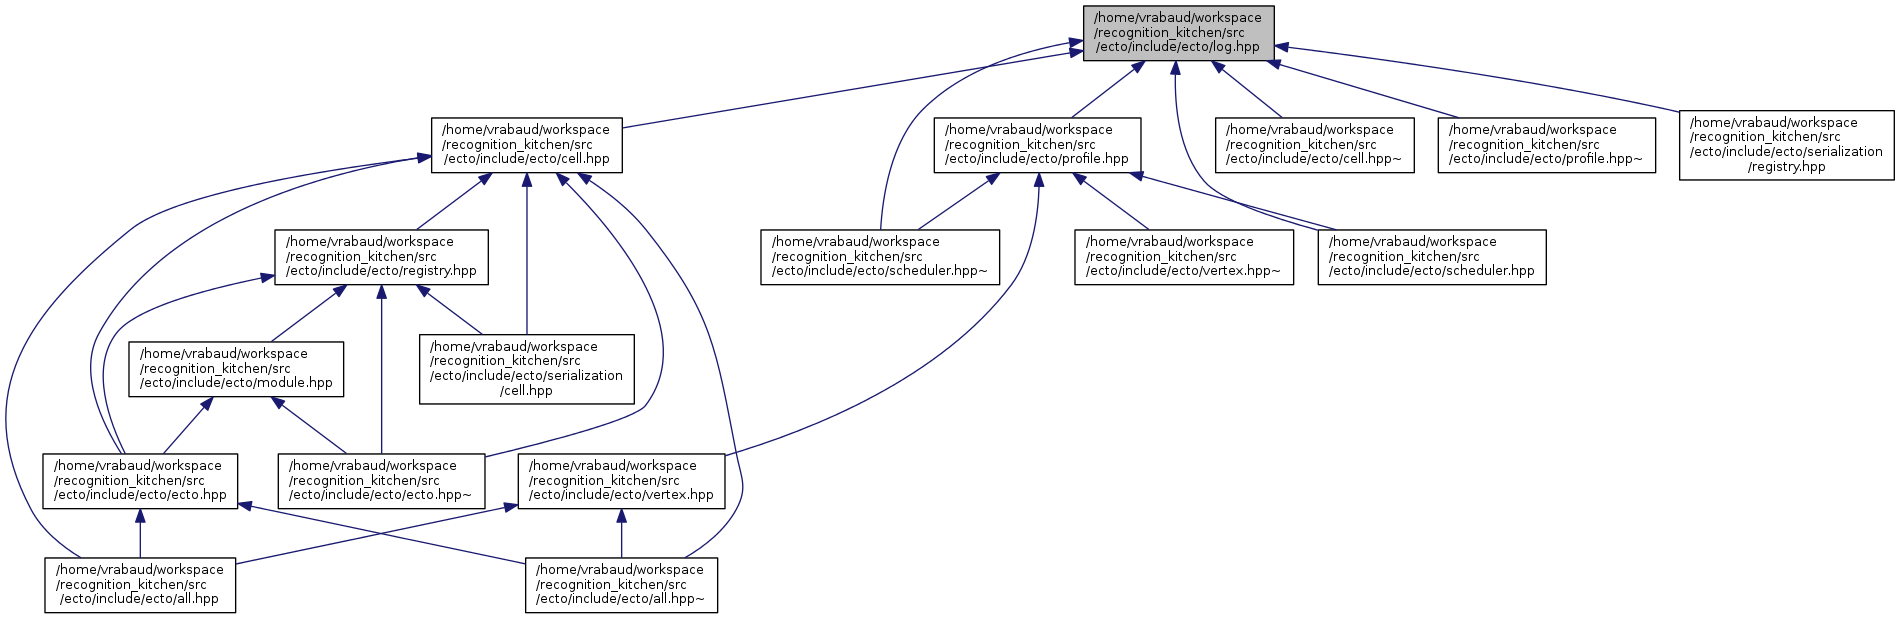 /home/vrabaud/workspace
/recognition_kitchen/src
/ecto/include/ecto/log.hpp
/home/vrabaud/workspace
/recognition_kitchen/src
/ecto/include/ecto/cell.hpp
/home/vrabaud/workspace
/recognition_kitchen/src
/ecto/include/ecto/profile.hpp
/home/vrabaud/workspace
/recognition_kitchen/src
/ecto/include/ecto/cell.hpp~
/home/vrabaud/workspace
/recognition_kitchen/src
/ecto/include/ecto/profile.hpp~
/home/vrabaud/workspace
/recognition_kitchen/src
/ecto/include/ecto/serialization
/registry.hpp
/home/vrabaud/workspace
/recognition_kitchen/src
/ecto/include/ecto/registry.hpp
/home/vrabaud/workspace
/recognition_kitchen/src
/ecto/include/ecto/scheduler.hpp~
/home/vrabaud/workspace
/recognition_kitchen/src
/ecto/include/ecto/vertex.hpp~
/home/vrabaud/workspace
/recognition_kitchen/src
/ecto/include/ecto/scheduler.hpp
/home/vrabaud/workspace
/recognition_kitchen/src
/ecto/include/ecto/module.hpp
/home/vrabaud/workspace
/recognition_kitchen/src
/ecto/include/ecto/serialization
/cell.hpp
/home/vrabaud/workspace
/recognition_kitchen/src
/ecto/include/ecto/ecto.hpp
/home/vrabaud/workspace
/recognition_kitchen/src
/ecto/include/ecto/ecto.hpp~
/home/vrabaud/workspace
/recognition_kitchen/src
/ecto/include/ecto/vertex.hpp
/home/vrabaud/workspace
/recognition_kitchen/src
/ecto/include/ecto/all.hpp
/home/vrabaud/workspace
/recognition_kitchen/src
/ecto/include/ecto/all.hpp~